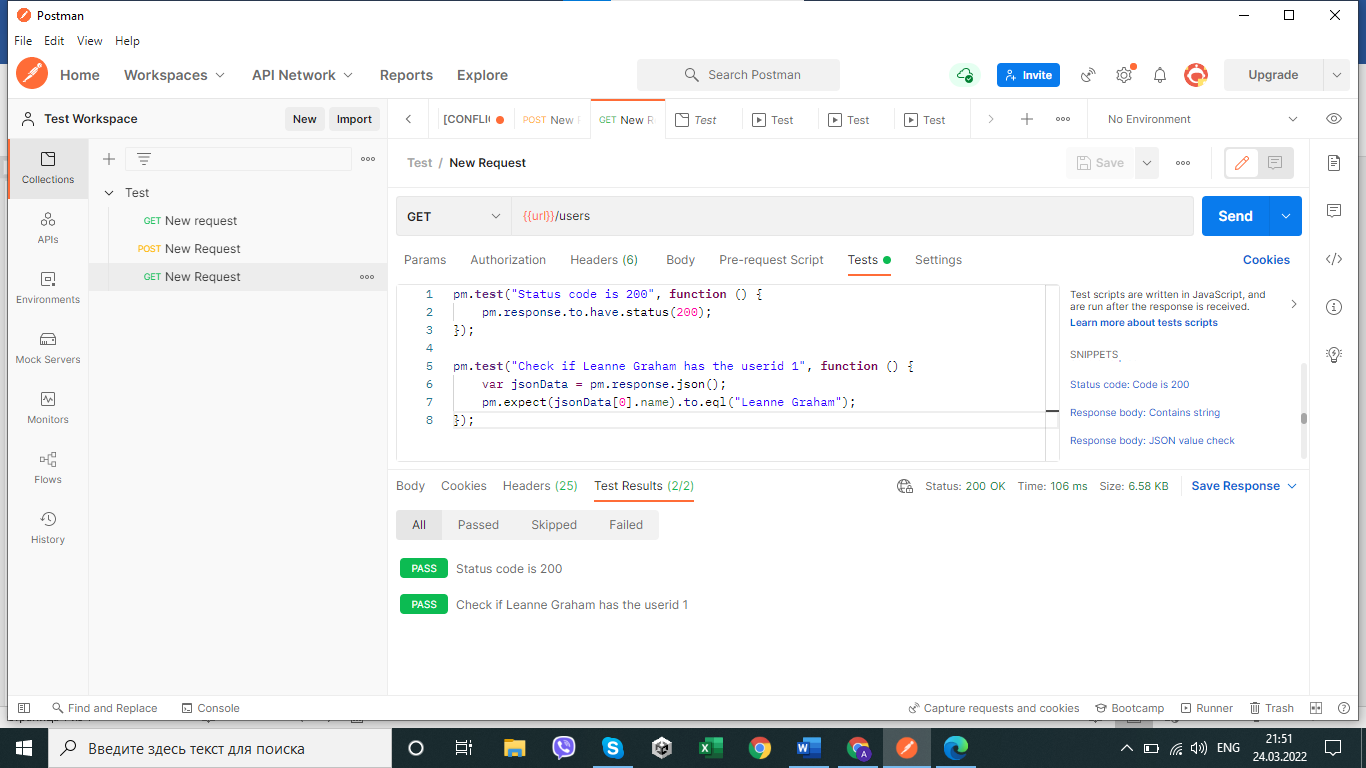 Postman
File Edit View Help
Home Workspaces API Network Reports Explore Search Postman Invite Upgrade
Test Workspace New Import
[CONFLIC POST New GET New R Test Test Test Test No Environment
Test / New Request Save
Collections
APIs
Environments
Mock Servers
Monitors
Flows
History
Test
GET New request
POST New Request
GET New Request
GET {{url}}/users Send
Params Authorization Headers (6) Body Pre-request Script Tests Settings Cookies
1 pm.test("Status code is 200", function () {
2 pm.response.to.have.status(200);
3 });
4
5 pm.test("Check if Leanne Graham has the userid 1", function () {
6 var jsonData = pm.response.json();
7 pm.expect(jsonData[0].name).to.eql("Leanne Graham");
8 });
Test scripts are written in JavaScript, and
are run after the response is received.
Learn more about tests scripts
SNIPPETS
Status code: Code is 200
Response body: Contains string
Response body: JSON value check
Body Cookies Headers (25) Test Results (2/2) Status: 200 OK Time: 106 ms Size: 6.58 KB Save Response
All Passed Skipped Failed
PASS Status code is 200
PASS Check if Leanne Graham has the userid 1
Find and Replace Console Capture requests and cookies Bootcamp Runner Trash
Введите здесь текст для поиска ENG 21:51
24.03.2022